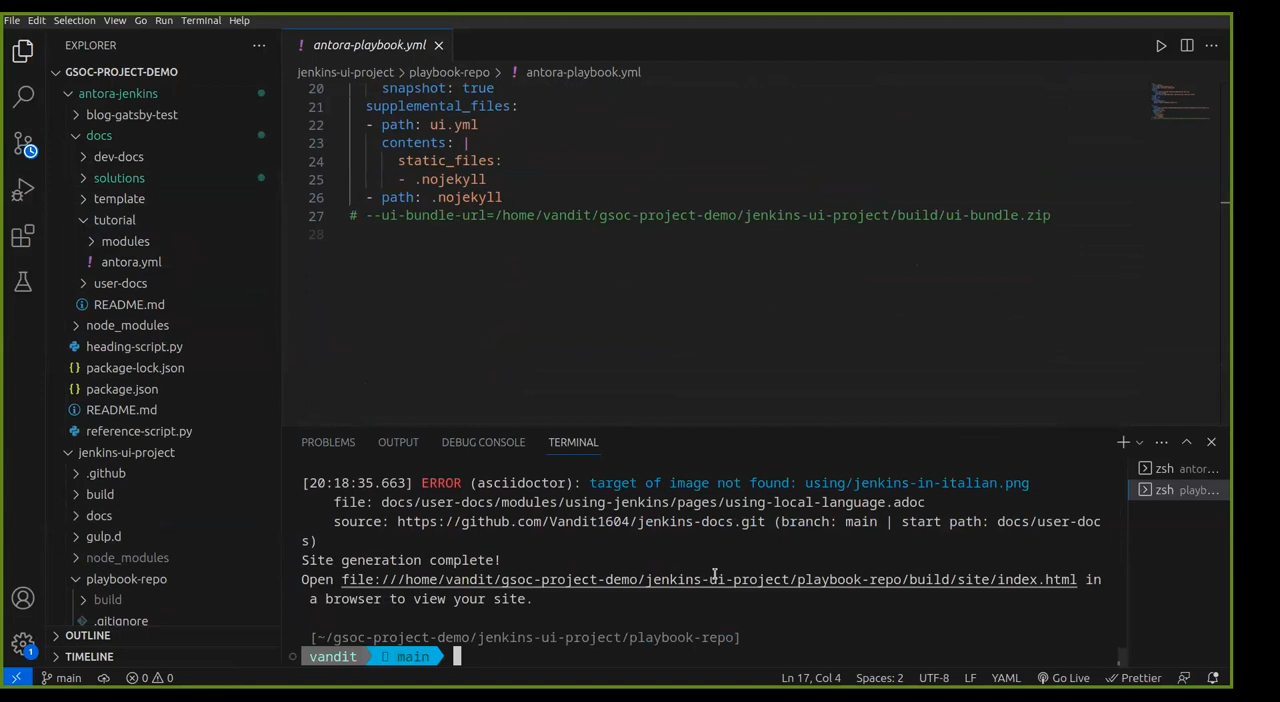 File Edit Selection View Go Run Terminal Help
EXPLORER
GSOC-PROJECT-DEMO
antora-jenkins
blog-gatsby-test
docs
dev-docs
solutions
template
tutorial
modules
! antora.yml
user-docs
README.md
node_modules
heading-script.py
{} package-lock.json
{} package.json
README.md
reference-script.py
jenkins-ui-project
.github
build
docs
gulp.d
node_modules
playbook-repo
build
.gitignore
OUTLINE
TIMELINE
! antora-playbook.yml
jenkins-ui-project > playbook-repo > ! antora-playbook.yml
20 snapshot: true
21 supplemental_files:
22 - path: ui.yml
23 contents: |
24 static_files:
25 - .nojekyll
26 - path: .nojekyll
27 # --ui-bundle-url=/home/vandit/gsoc-project-demo/jenkins-ui-project/build/ui-bundle.zip
28
PROBLEMS OUTPUT DEBUG CONSOLE TERMINAL
[20:18:35.663] ERROR (asciidoctor): target of image not found: using/jenkins-in-italian.png
file: docs/user-docs/modules/using-jenkins/pages/using-local-language.adoc
source: https://github.com/Vandit1604/jenkins-docs.git (branch: main | start path: docs/user-doc
s)
Site generation complete!
Open file:///home/vandit/gsoc-project-demo/jenkins-ui-project/playbook-repo/build/site/index.html in
a browser to view your site.
[~/gsoc-project-demo/jenkins-ui-project/playbook-repo]
vandit main
zsh antor...
zsh playb...
1
main 0 0
Ln 17, Col 4 Spaces: 2 UTF-8 LF YAML Go Live Prettier